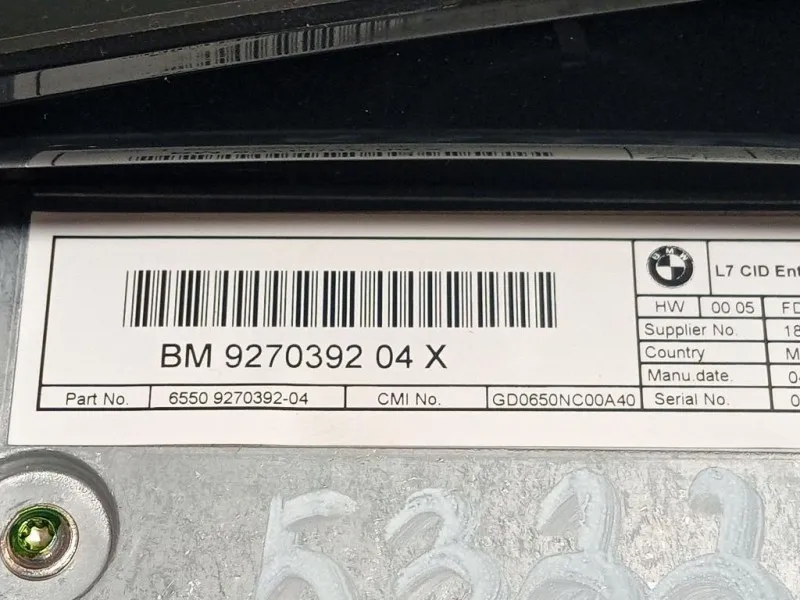 BMW
L7 CID
HW 00 05
BM 9270392 04 X
Supplier No.
Country
Manu.date.
Part No. 6550 9270392-04 CMI No. GD0650NC00A40 Serial No.